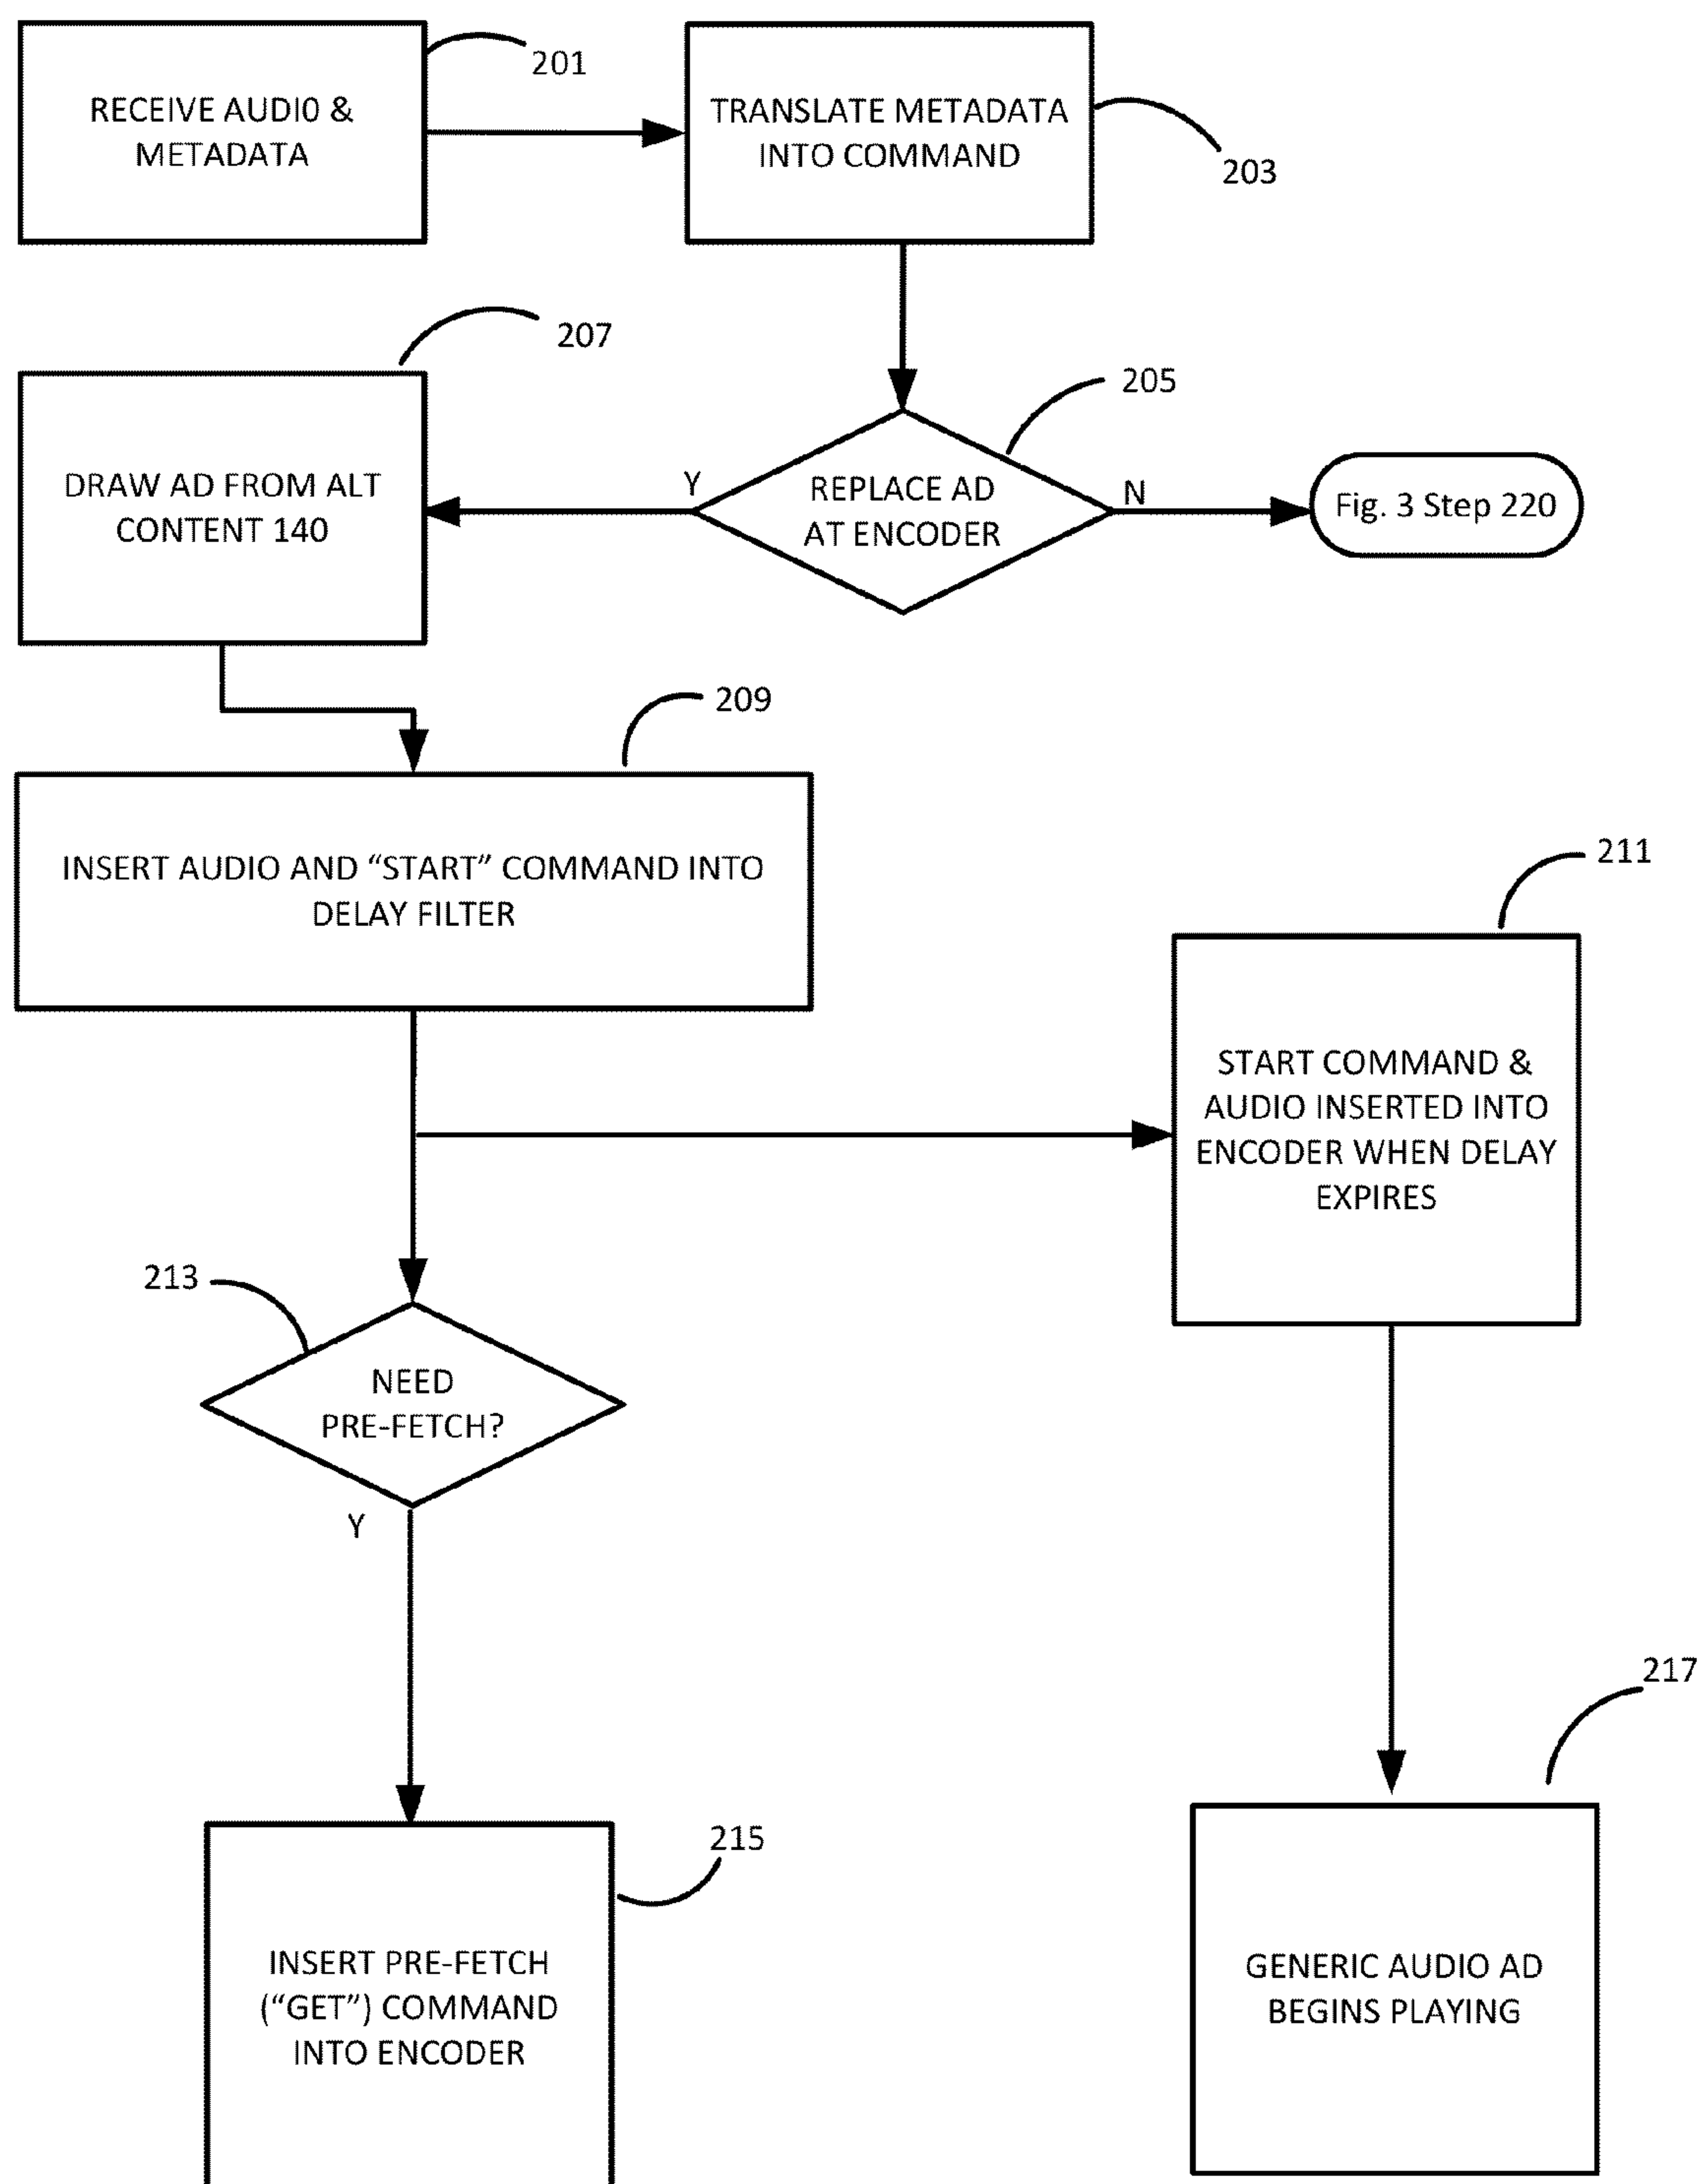 201
RECEIVE AUDIO &
METADATA
TRANSLATE METADATA
INTO COMMAND
203
207
205
DRAW AD FROM ALT
CONTENT 140
Y
REPLACE AD
AT ENCODER
N
Fig. 3 Step 220
209
INSERT AUDIO AND “START” COMMAND INTO
DELAY FILTER
211
START COMMAND &
AUDIO INSERTED INTO
ENCODER WHEN DELAY
EXPIRES
213
NEED
PRE-FETCH?
Y
217
215
INSERT PRE-FETCH
(“GET”) COMMAND
INTO ENCODER
GENERIC AUDIO AD
BEGINS PLAYING